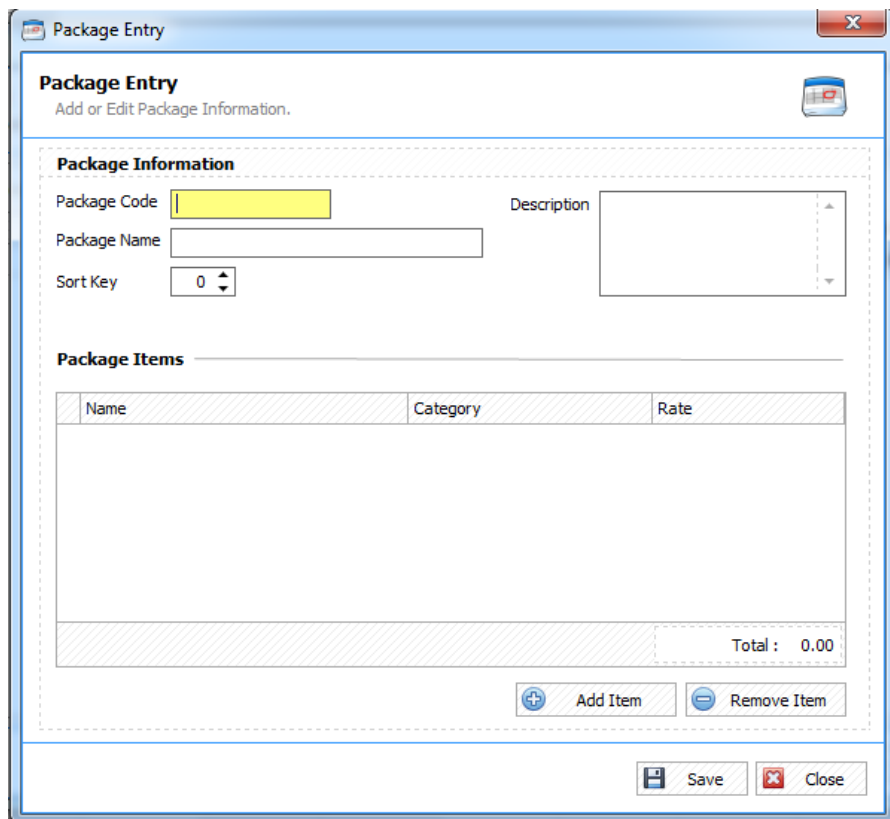 Package Entry
Package Entry
Add or Edit Package Information.
Package Information
Package Code
Description
Package Name
Sort Key 0
Package Items
Name Category Rate
Total : 0.00
Add Item Remove Item
Save Close